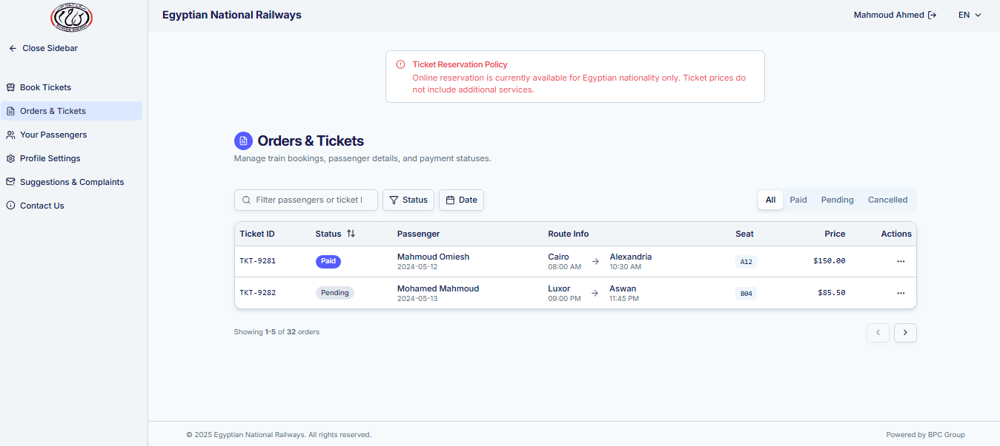 Egyptian National Railways
Mahmoud Ahmed
EN
Close Sidebar
Book Tickets
Orders & Tickets
Your Passengers
Profile Settings
Suggestions & Complaints
Contact Us
Ticket Reservation Policy
Online reservation is currently available for Egyptian nationality only. Ticket prices do
not include additional services.
Orders & Tickets
Manage train bookings, passenger details, and payment statuses.
Filter passengers or ticket I
Status
Date
All Paid Pending Cancelled
Ticket ID Status Passenger Route Info Seat Price Actions
TKT-9281 Paid Mahmoud Omiesh Cairo Alexandria A12 $150.00
2024-05-12 08:00 AM 10:30 AM
TKT-9282 Pending Mohamed Mahmoud Luxor Aswan B04 $85.50
2024-05-13 09:00 PM 11:45 PM
Showing 1-5 of 32 orders
© 2025 Egyptian National Railways. All rights reserved.
Powered by BPC Group